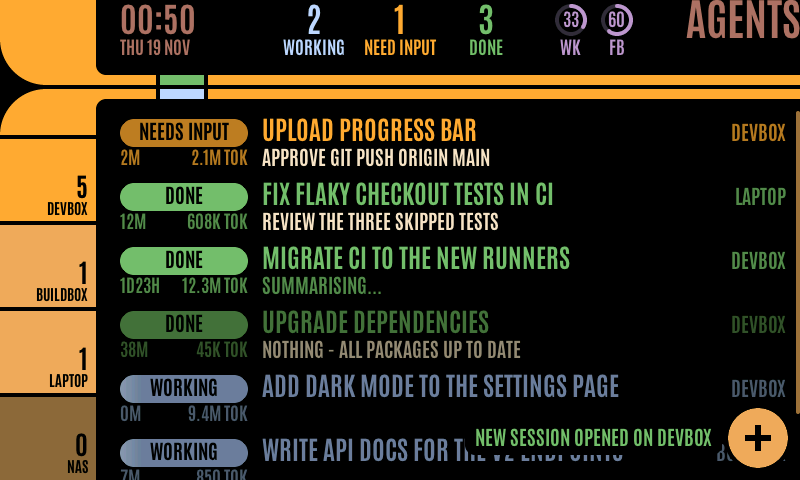 00:50
THU 19 NOV
2
WORKING
1
NEED INPUT
3
DONE
33
WK
60
FB
AGENTS
5
DEVBOX
1
BUILDBOX
1
LAPTOP
0
NAS
NEEDS INPUT
UPLOAD PROGRESS BAR
DEVBOX
2M
2.1M TOK
APPROVE GIT PUSH ORIGIN MAIN
DONE
FIX FLAKY CHECKOUT TESTS IN CI
LAPTOP
12M
608K TOK
REVIEW THE THREE SKIPPED TESTS
DONE
MIGRATE CI TO THE NEW RUNNERS
DEVBOX
1D23H
12.3M TOK
SUMMARISING...
DONE
UPGRADE DEPENDENCIES
DEVBOX
38M
45K TOK
NOTHING - ALL PACKAGES UP TO DATE
WORKING
ADD DARK MODE TO THE SETTINGS PAGE
DEVBOX
0M
9.4M TOK
NEW SESSION OPENED ON DEVBOX
+
WORKING
WRITE API DOCS FOR THE V2 ENDPOINTS
7M
850 TOK